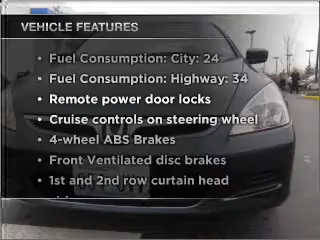 VEHICLE FEATURES
• Fuel Consumption: City: 24
• Fuel Consumption: Highway: 34
• Remote power door locks
• Cruise controls on steering wheel
• 4-wheel ABS Brakes
• Front Ventilated disc brakes
• 1st and 2nd row curtain head